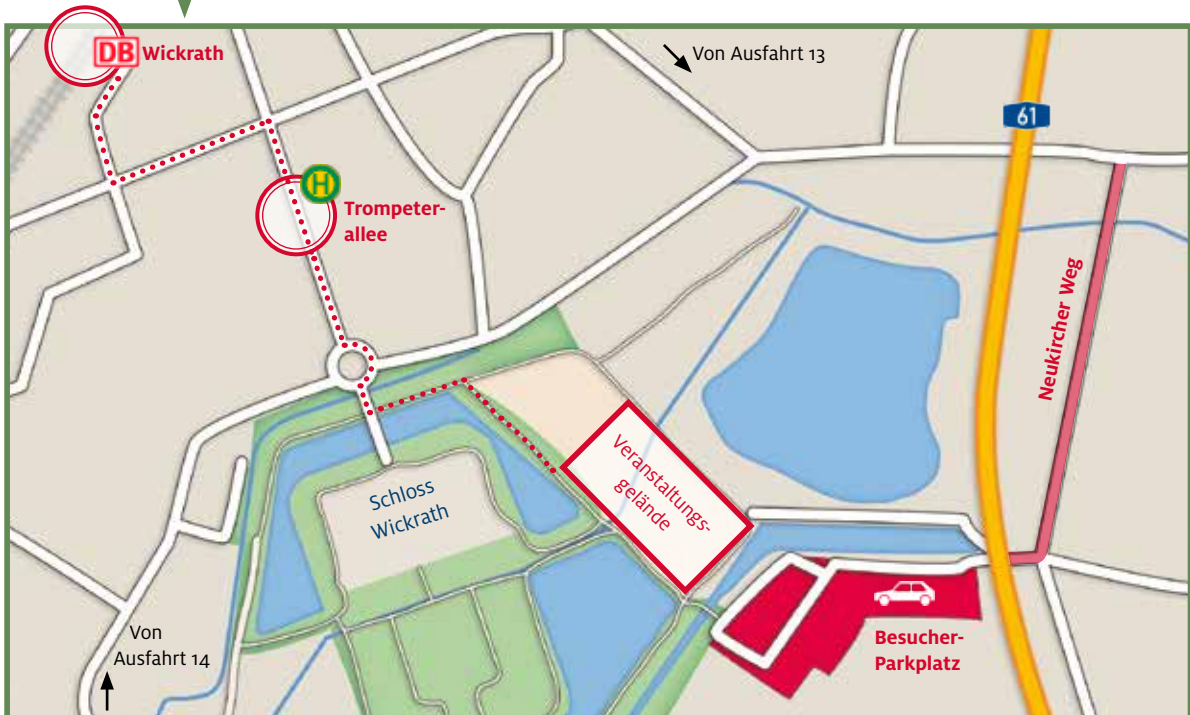 DB Wickrath
Von Ausfahrt 13
61
H
Trompeter-
allee
Neukircher Weg
Veranstaltungs-
gelände
Schloss
Wickrath
Von
Ausfahrt 14
Besucher-
Parkplatz